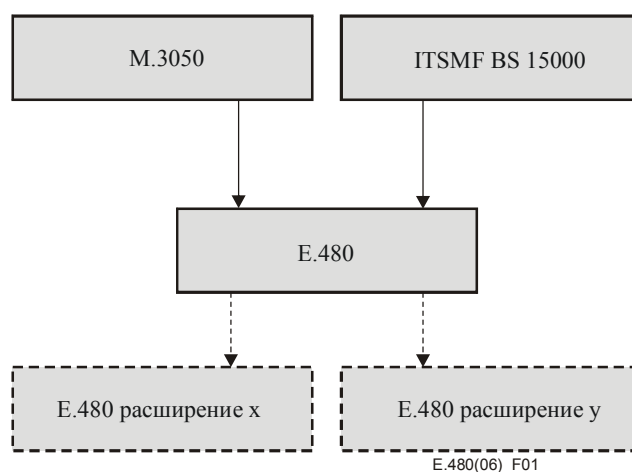 M.3050
ITSMF BS 15000
E.480
E.480 расширение x
E.480 расширение y
E.480(06)_F01